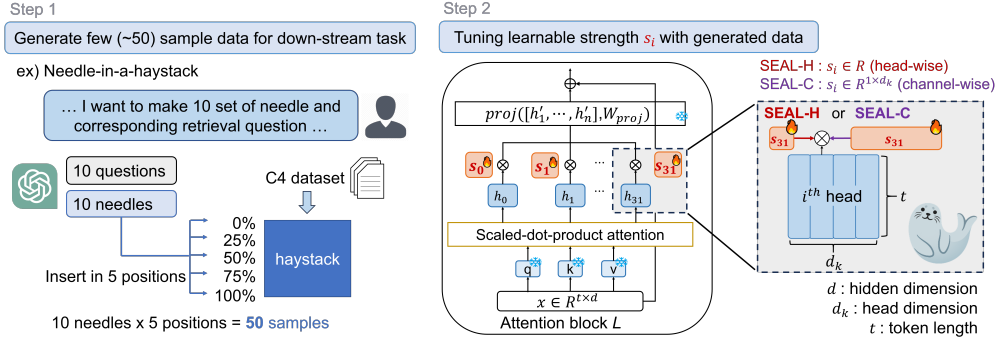 Step 1
Generate few (~50) sample data for down-stream task
ex) Needle-in-a-haystack
… I want to make 10 set of needle and
corresponding retrieval question …
10 questions
10 needles
C4 dataset
0%
25%
50%
75%
100%
Insert in 5 positions
haystack
10 needles x 5 positions = 50 samples
Step 2
Tuning learnable strength s_i with generated data
SEAL-H : s_i ∈ R (head-wise)
SEAL-C : s_i ∈ R^{1×d_k} (channel-wise)
proj([h'_1, ⋯, h'_n], W_proj)
s_0
s_1
...
s_31
h_0
h_1
...
h_31
Scaled-dot-product attention
q
k
v
x ∈ R^{t×d}
Attention block L
SEAL-H or SEAL-C
s_31
s_31
i^{th} head
t
d_k
d : hidden dimension
d_k : head dimension
t : token length